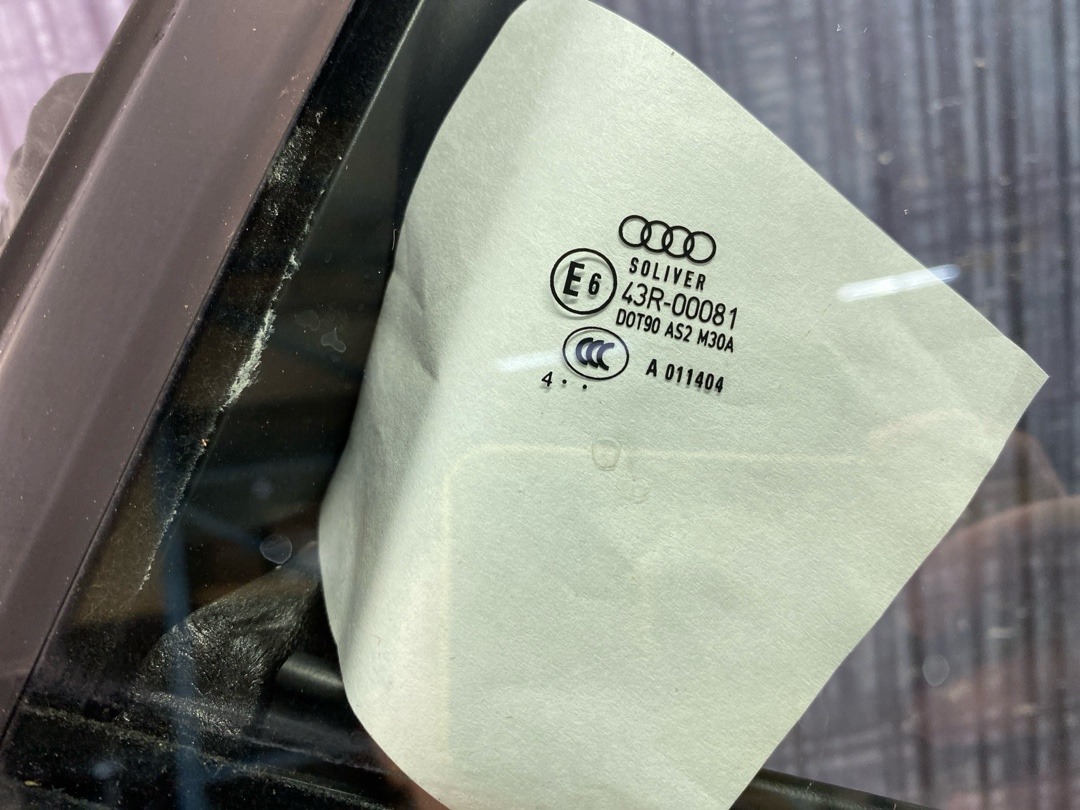 SOLIVER
E6
43R-00081
DOT90 AS2 M30A
CCC
A 011404
4 . .